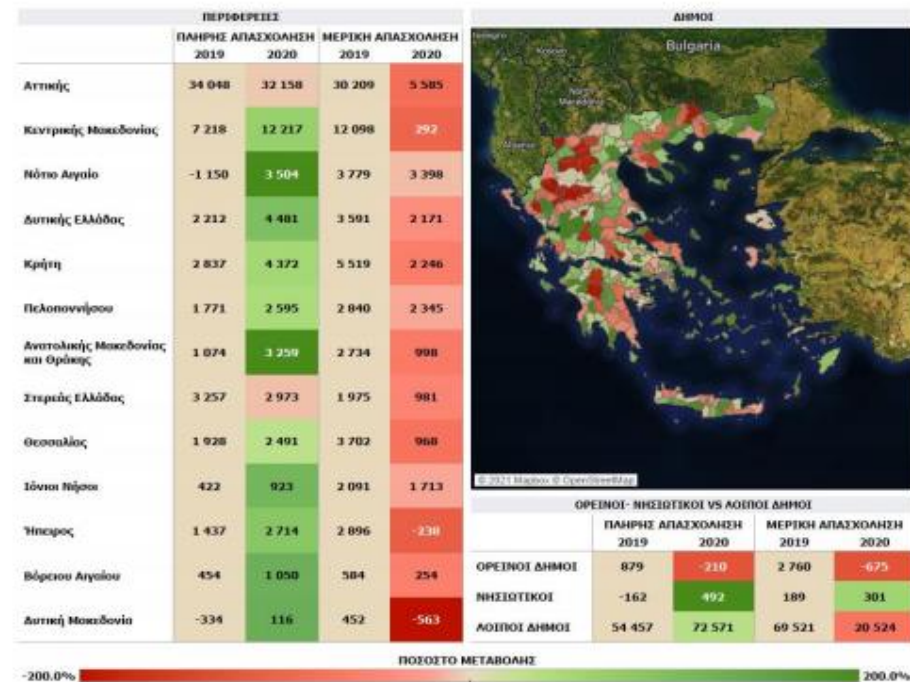 ΠΕΡΙΦΕΡΕΙΕΣ
ΠΛΗΡΗΣ ΑΠΑΣΧΟΛΗΣΗ ΜΕΡΙΚΗ ΑΠΑΣΧΟΛΗΣΗ
2019 2020 2019 2020
Αττικής 34 048 32 158 30 209 5 585
Κεντρικής Μακεδονίας 7 218 12 217 12 098 292
Νότιο Αιγαίο -1 150 3 504 3 779 3 398
Δυτικής Ελλάδας 2 212 4 481 3 591 2 171
Κρήτη 2 837 4 372 5 519 2 246
Πελοποννήσου 1 771 2 595 2 840 2 345
Ανατολικής Μακεδονίας
και Θράκης 1 074 3 259 2 734 998
Στερεάς Ελλάδας 3 257 2 973 1 975 981
Θεσσαλίας 1 928 2 491 3 702 968
Ιόνιοι Νήσοι 422 923 2 091 1 713
Ήπειρος 1 437 2 714 2 896 -238
Βόρειου Αιγαίου 454 1 050 584 254
Δυτική Μακεδονία -334 116 452 -563
ΔΗΜΟΙ
Bulgaria
Kosovo
North
Macedonia
Albania
© 2021 Mapbox © OpenStreetMap
ΟΡΕΙΝΟΙ- ΝΗΣΙΩΤΙΚΟΙ VS ΛΟΙΠΟΙ ΔΗΜΟΙ
ΠΛΗΡΗΣ ΑΠΑΣΧΟΛΗΣΗ ΜΕΡΙΚΗ ΑΠΑΣΧΟΛΗΣΗ
2019 2020 2019 2020
ΟΡΕΙΝΟΙ ΔΗΜΟΙ 879 -210 2 760 -675
ΝΗΣΙΩΤΙΚΟΙ -162 492 189 301
ΛΟΙΠΟΙ ΔΗΜΟΙ 54 457 72 571 69 521 20 524
ΠΟΣΟΣΤΟ ΜΕΤΑΒΟΛΗΣ
-200.0% 200.0%